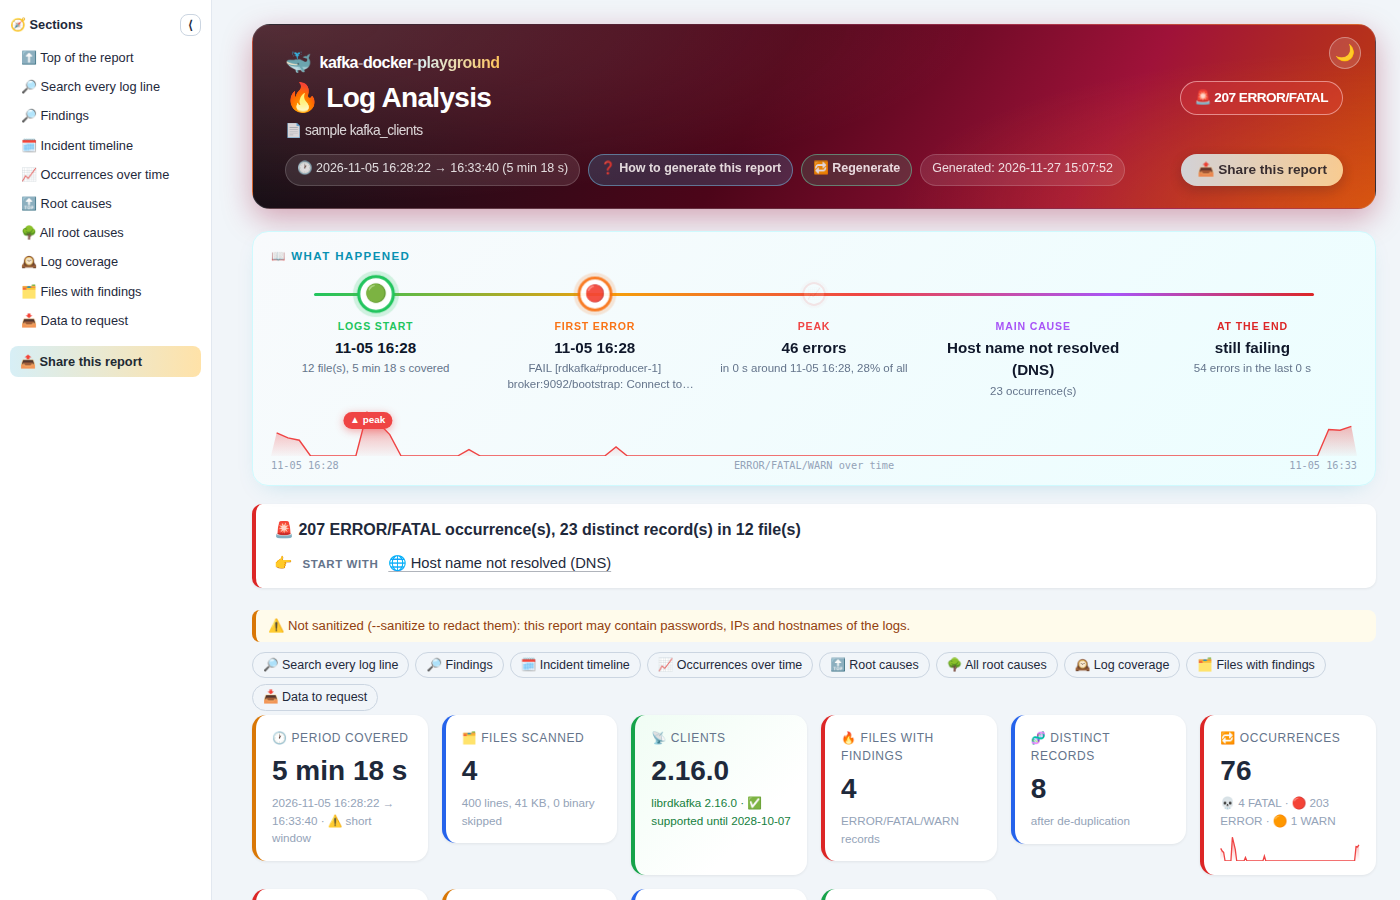 🧭 Sections
⟨
⬆️ Top of the report
🔎 Search every log line
🔎 Findings
🗓️ Incident timeline
📈 Occurrences over time
🔝 Root causes
🌳 All root causes
🕰️ Log coverage
🗂️ Files with findings
📥 Data to request
📤 Share this report
🐳 kafka-docker-playground
🔥 Log Analysis
📄 sample kafka_clients
🚨 207 ERROR/FATAL
🕐 2026-11-05 16:28:22 → 16:33:40 (5 min 18 s)
❓ How to generate this report
🔁 Regenerate
Generated: 2026-11-27 15:07:52
📤 Share this report
📖 WHAT HAPPENED
LOGS START
11-05 16:28
12 file(s), 5 min 18 s covered
FIRST ERROR
11-05 16:28
FAIL [rdkafka#producer-1]
broker:9092/bootstrap: Connect to…
PEAK
46 errors
in 0 s around 11-05 16:28, 28% of all
MAIN CAUSE
Host name not resolved
(DNS)
23 occurrence(s)
AT THE END
still failing
54 errors in the last 0 s
▲ peak
11-05 16:28
ERROR/FATAL/WARN over time
11-05 16:33
🚨 207 ERROR/FATAL occurrence(s), 23 distinct record(s) in 12 file(s)
👉 START WITH 🌐 Host name not resolved (DNS)
⚠️ Not sanitized (--sanitize to redact them): this report may contain passwords, IPs and hostnames of the logs.
🔎 Search every log line
🔎 Findings
🗓️ Incident timeline
📈 Occurrences over time
🔝 Root causes
🌳 All root causes
🕰️ Log coverage
🗂️ Files with findings
📥 Data to request
🕐 PERIOD COVERED
5 min 18 s
2026-11-05 16:28:22 →
16:33:40 · ⚠️ short
window
🗂️ FILES SCANNED
4
400 lines, 41 KB, 0 binary
skipped
📡 CLIENTS
2.16.0
librdkafka 2.16.0 · ✅
supported until 2028-10-07
🔥 FILES WITH
FINDINGS
4
ERROR/FATAL/WARN
records
🧬 DISTINCT
RECORDS
8
after de-duplication
🔁 OCCURRENCES
76
💀 4 FATAL · 🔴 203
ERROR · 🟠 1 WARN